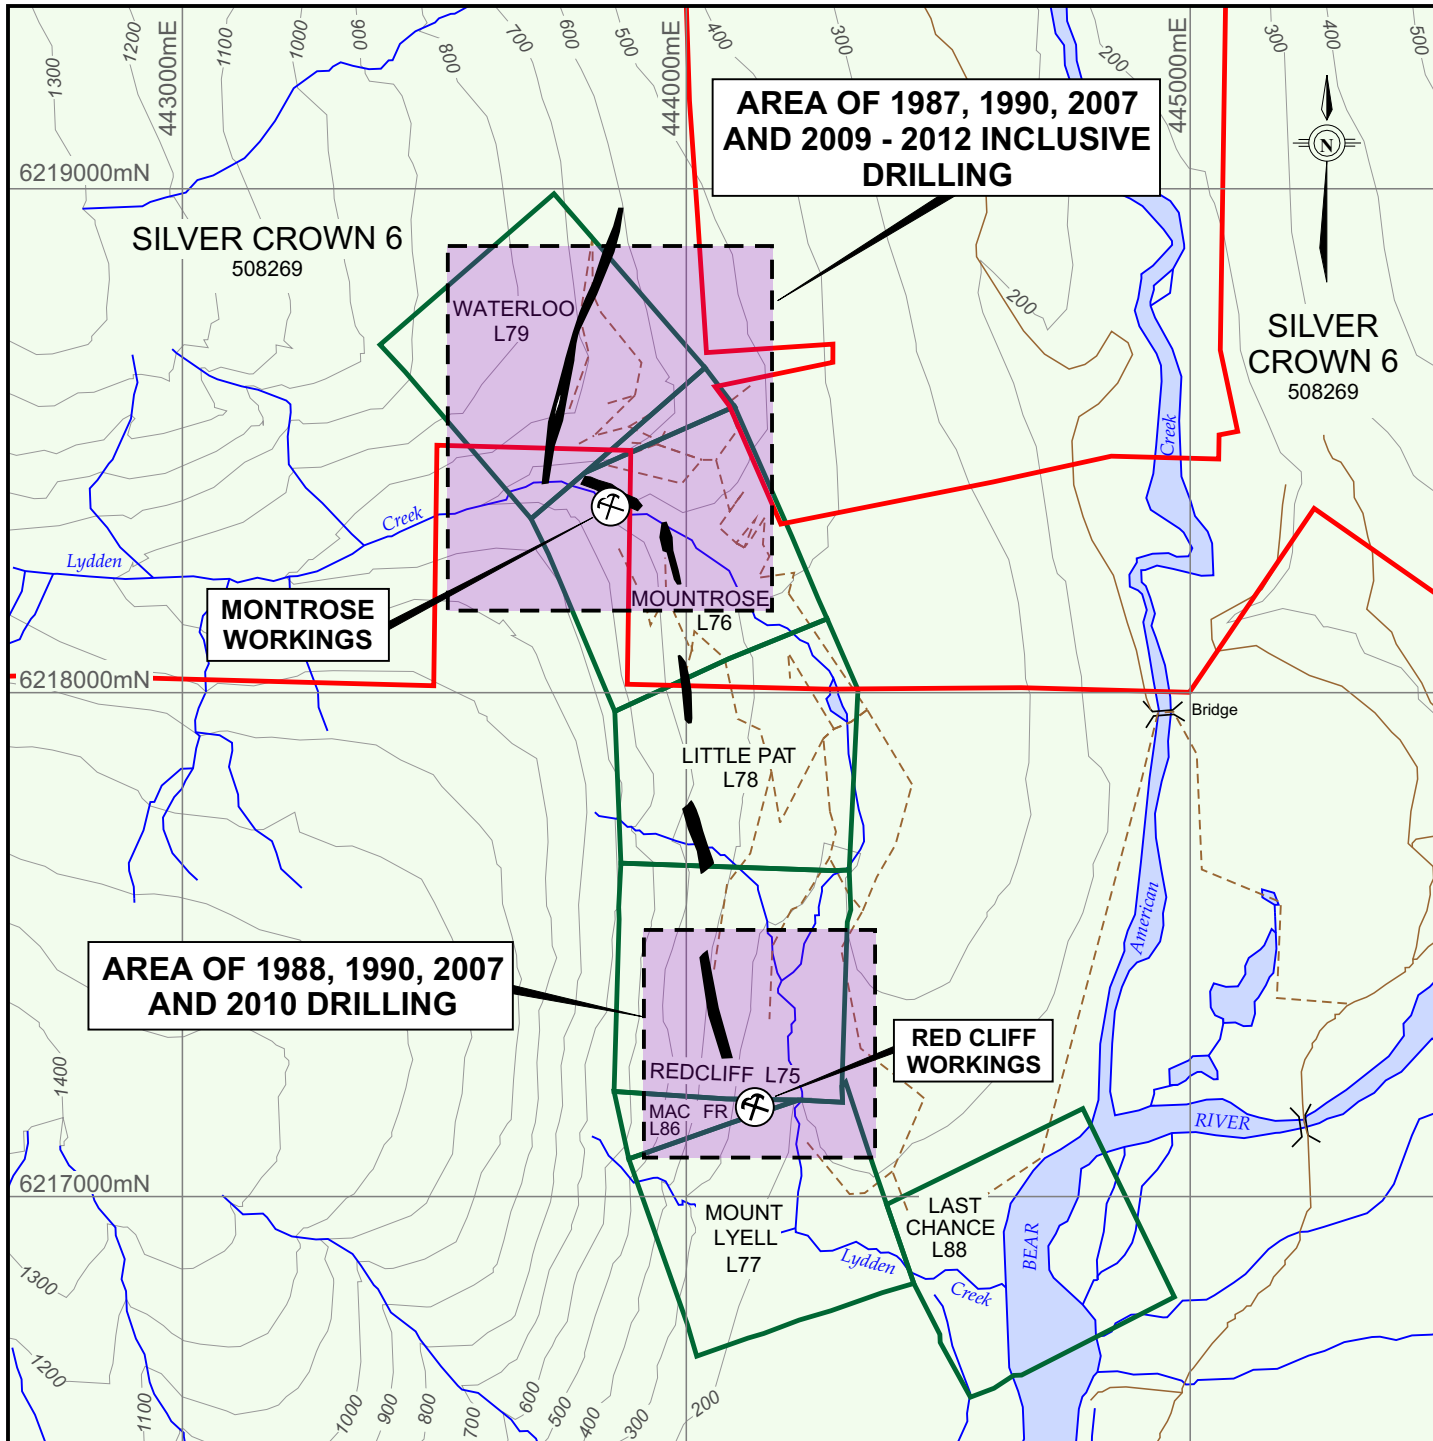 1300
1200
1100
1000
900
800
700
600
500
400
300
200
300
400
500
443000mE
444000mE
445000mE
AREA OF 1987, 1990, 2007
AND 2009 - 2012 INCLUSIVE
DRILLING
N
6219000mN
SILVER CROWN 6
508269
WATERLOO
L79
200
SILVER
CROWN 6
508269
Creek
Creek
Lydden
MONTROSE
WORKINGS
MOUNTROSE
L76
6218000mN
Bridge
LITTLE PAT
L78
American
AREA OF 1988, 1990, 2007
AND 2010 DRILLING
RED CLIFF
WORKINGS
REDCLIFF L75
MAC FR
L86
1400
RIVER
6217000mN
MOUNT
LYELL
L77
LAST
CHANCE
L88
BEAR
Lydden
Creek
1300
1200
1100
1000
900
800
700
600
500
400
300
200